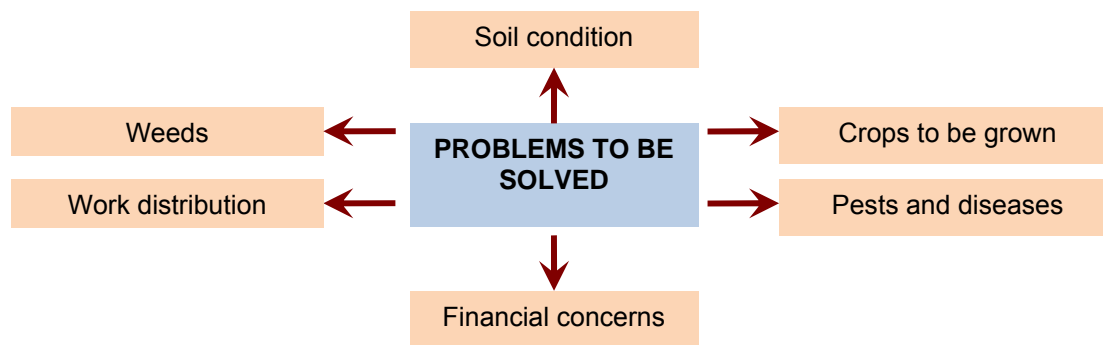 Soil condition
Weeds
PROBLEMS TO BE
SOLVED
Crops to be grown
Work distribution
Pests and diseases
Financial concerns